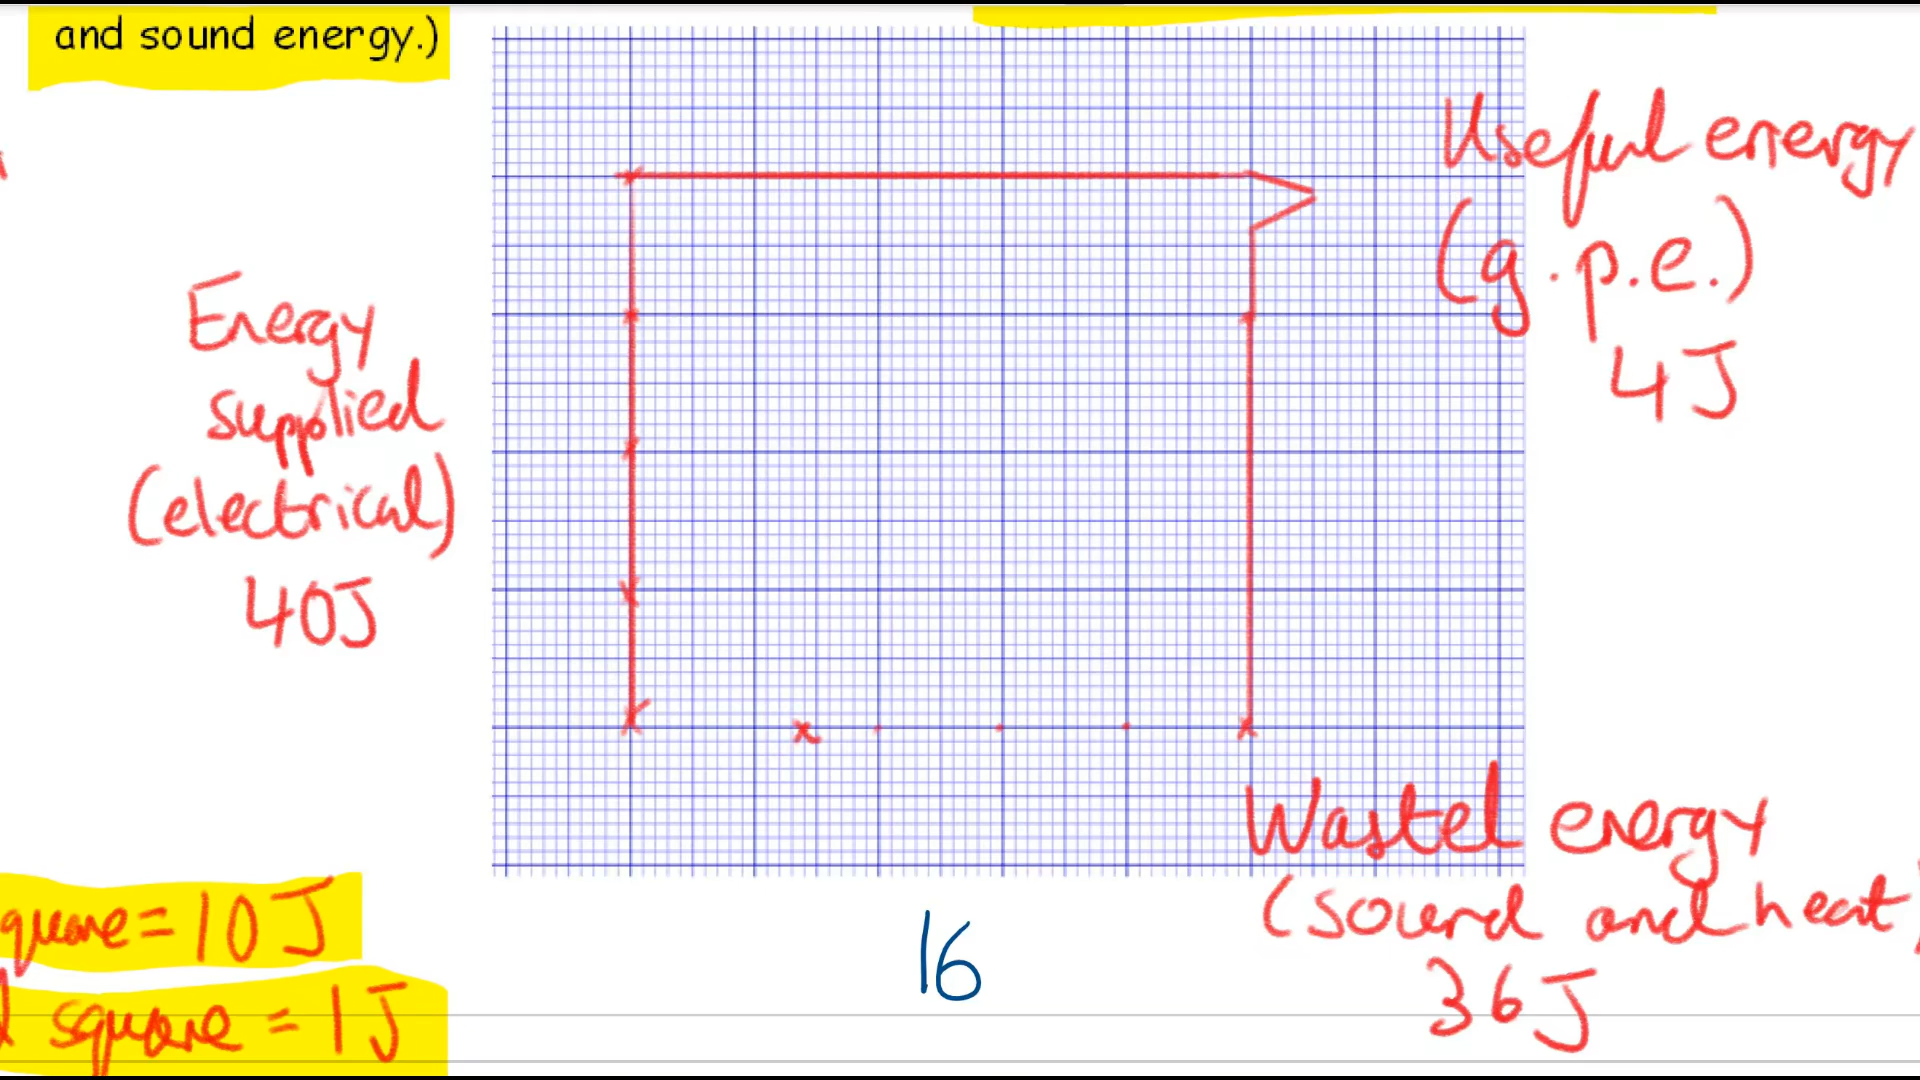 and sound energy.)
Useful energy
(g.p.e.)
4J
Energy
supplied
(electrical)
40J
Wasted energy
(sound and heat)
36J
square = 10J
square = 1J
16